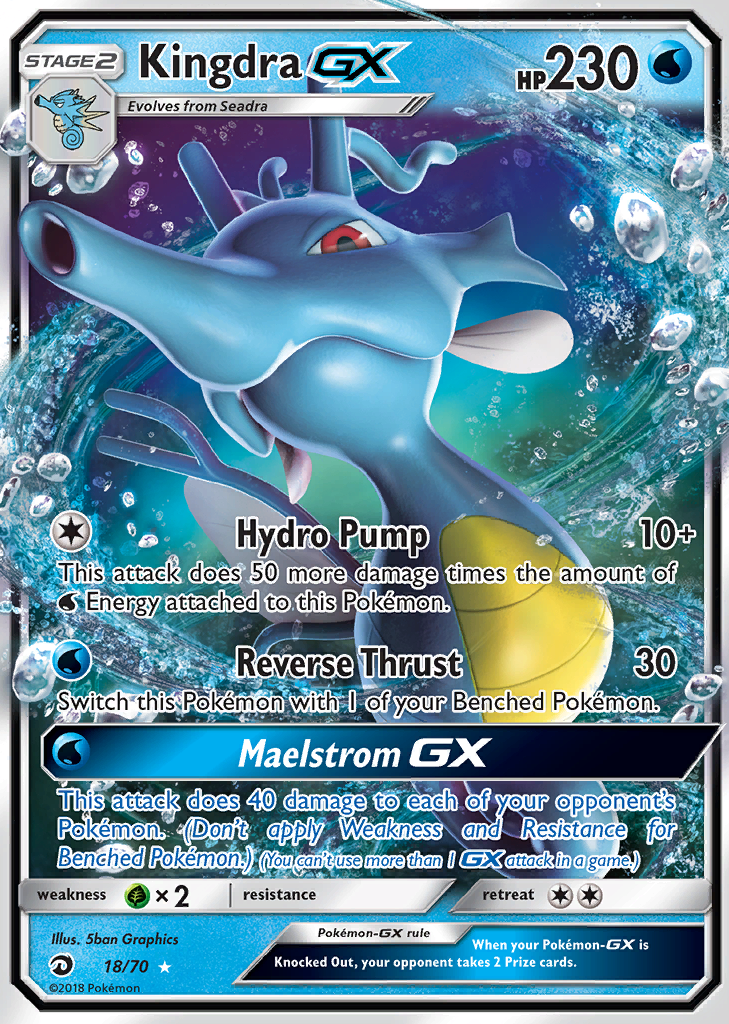 STAGE2 Kingdra GX HP230
Evolves from Seadra
Hydro Pump 10+
This attack does 50 more damage times the amount of
Energy attached to this Pokémon.
Reverse Thrust 30
Switch this Pokémon with 1 of your Benched Pokémon.
Maelstrom GX
This attack does 40 damage to each of your opponent's
Pokémon. (Don't apply Weakness and Resistance for
Benched Pokémon.) (You can't use more than 1 GX attack in a game.)
weakness ×2 resistance retreat
Illus. 5ban Graphics
18/70
©2018 Pokémon
Pokémon-GX rule
When your Pokémon-GX is
Knocked Out, your opponent takes 2 Prize cards.